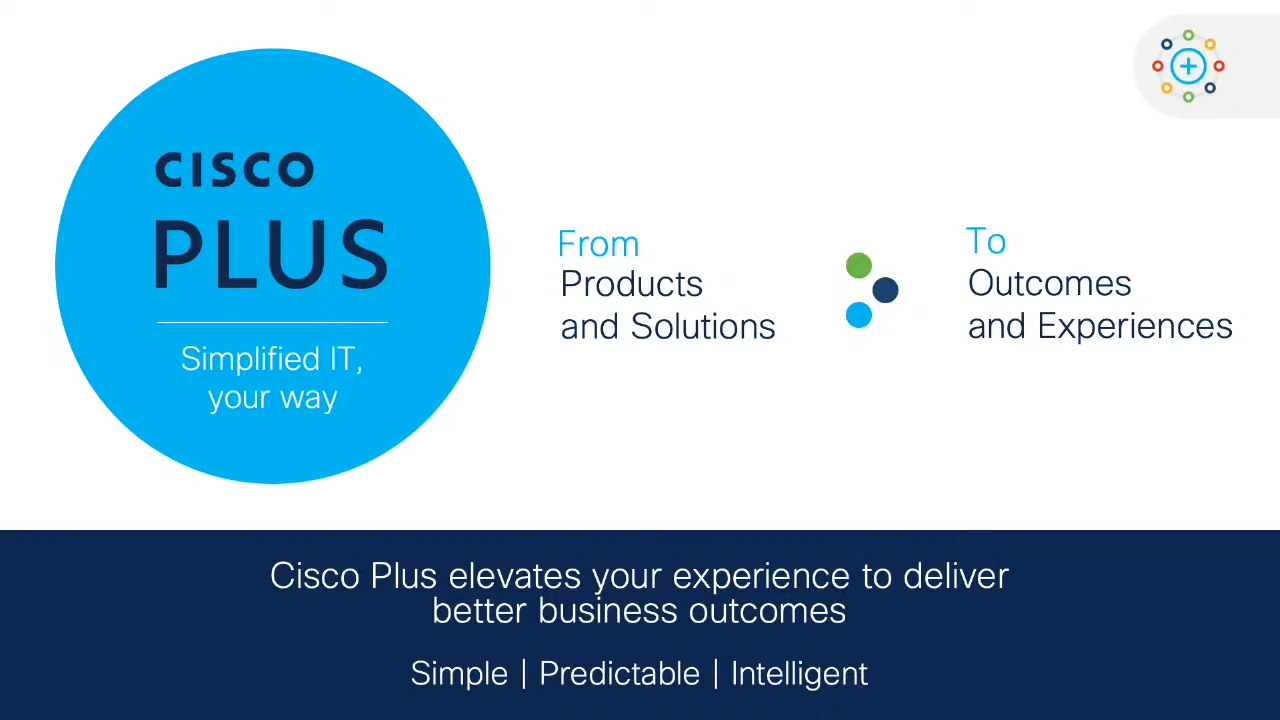 CISCO
PLUS
Simplified IT,
your way
From
Products
and Solutions
To
Outcomes
and Experiences
Cisco Plus elevates your experience to deliver
better business outcomes
Simple | Predictable | Intelligent